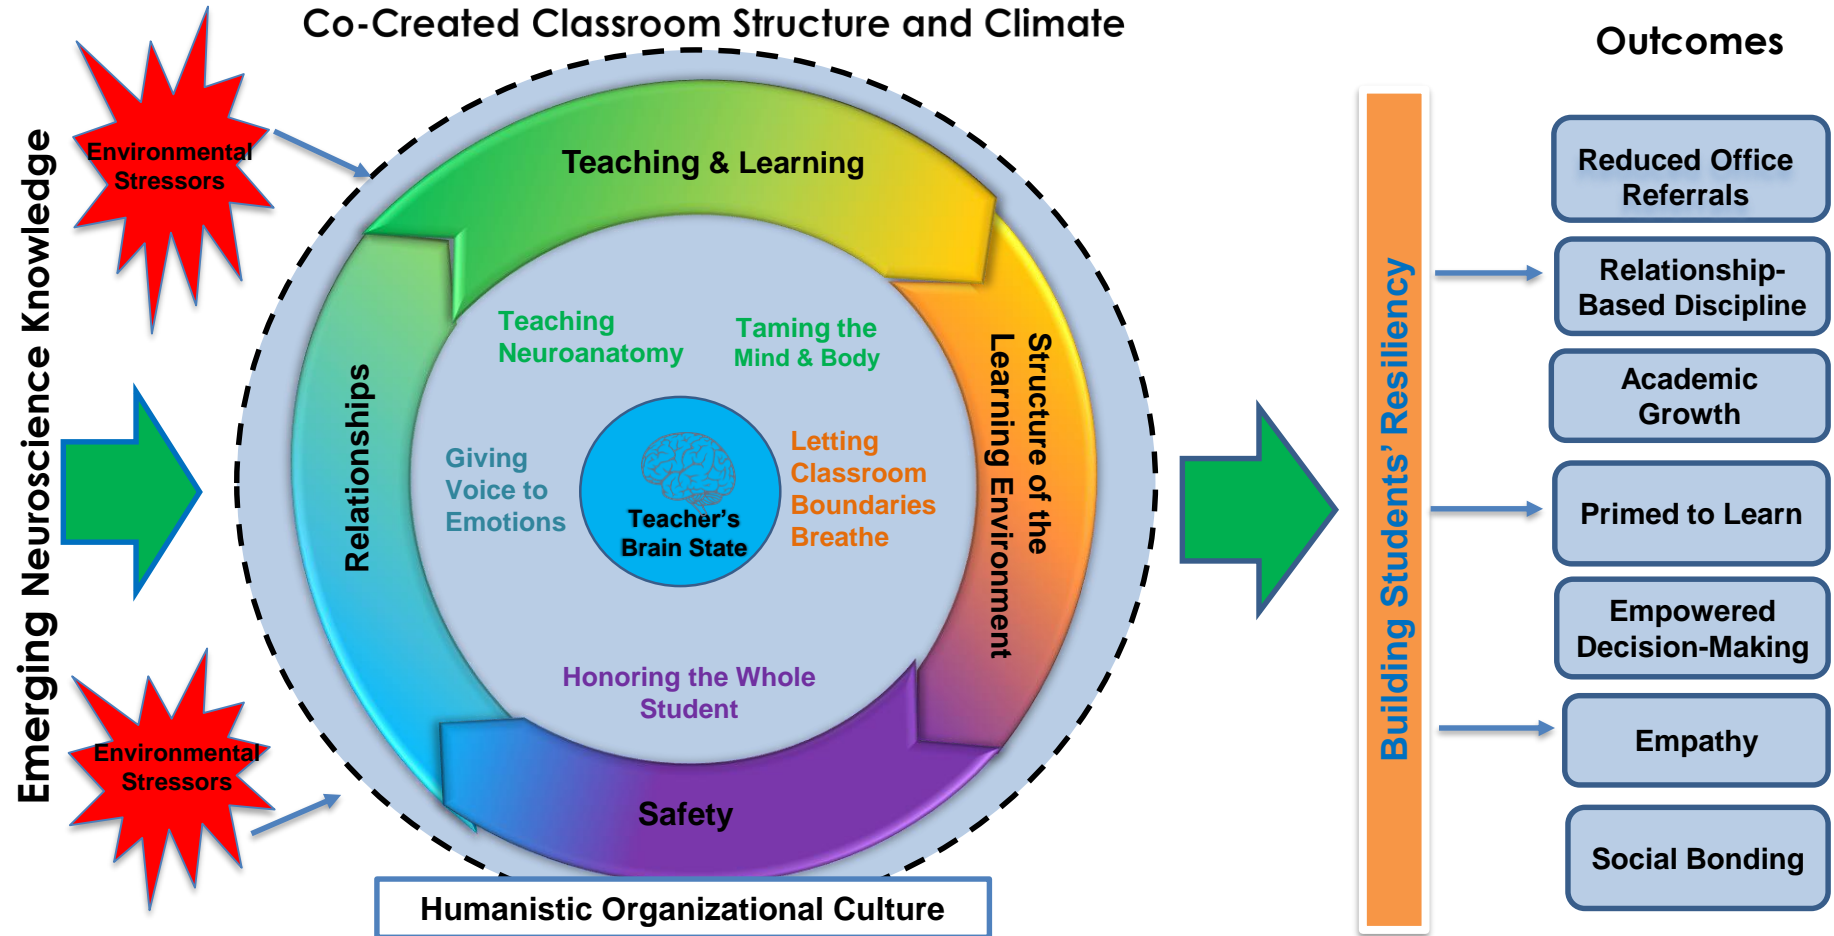 Co-Created Classroom Structure and Climate
Outcomes
Emerging Neuroscience Knowledge
Environmental
Stressors
Environmental
Stressors
Teaching & Learning
Structure of the
Learning Environment
Safety
Relationships
Teaching
Neuroanatomy
Taming the
Mind & Body
Giving
Voice to
Emotions
Teacher's
Brain State
Letting
Classroom
Boundaries
Breathe
Honoring the Whole
Student
Humanistic Organizational Culture
Building Students’ Resiliency
Reduced Office
Referrals
Relationship-
Based Discipline
Academic
Growth
Primed to Learn
Empowered
Decision-Making
Empathy
Social Bonding